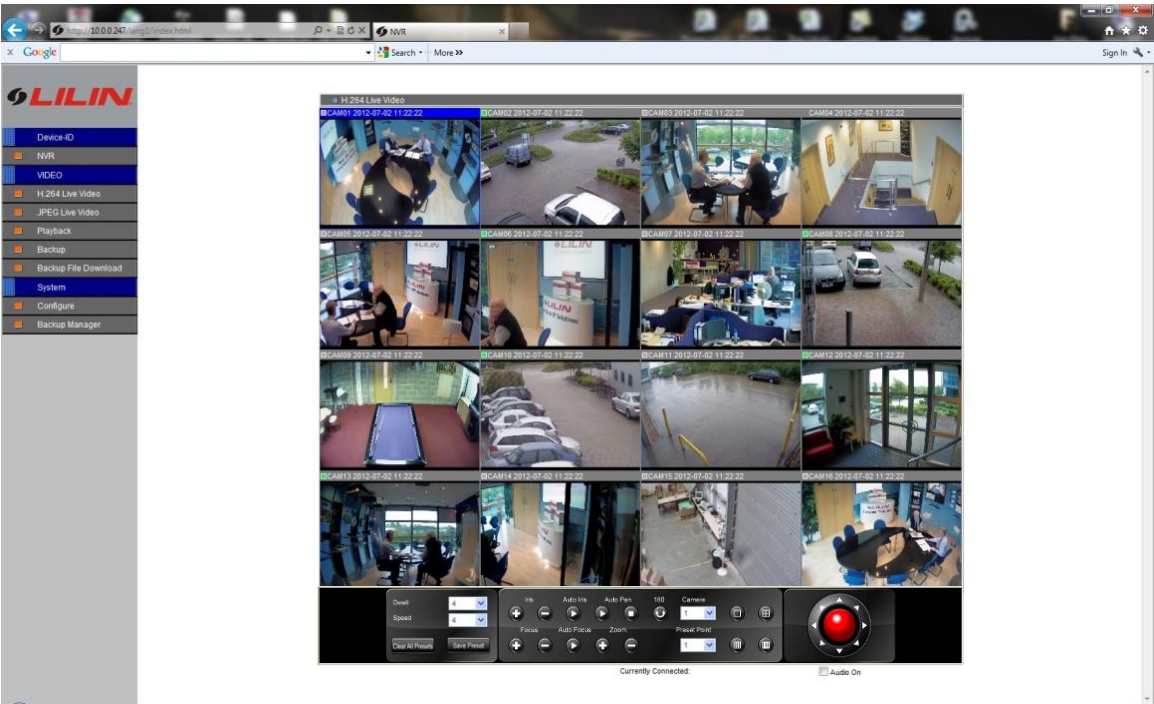 http://10.0.0.247/lang1/index.html
NVR
Google
Search
More »
Sign In
LILIN
Device-ID
NVR
VIDEO
H.264 Live Video
JPEG Live Video
Playback
Backup
Backup File Download
System
Configure
Backup Manager
H.264 Live Video
CAM01 2012-07-02 11:22:22
CAM02 2012-07-02 11:22:22
CAM03 2012-07-02 11:22:22
CAM04 2012-07-02 11:22:22
CAM05 2012-07-02 11:22:22
CAM06 2012-07-02 11:22:22
CAM07 2012-07-02 11:22:22
CAM08 2012-07-02 11:22:22
LILIN
LILIN
CAM09 2012-07-02 11:22:22
CAM10 2012-07-02 11:22:22
CAM11 2012-07-02 11:22:22
CAM12 2012-07-02 11:22:22
CAM13 2012-07-02 11:22:22
CAM14 2012-07-02 11:22:22
CAM15 2012-07-02 11:22:22
CAM16 2012-07-02 11:22:22
LILIN
Dwell 4
Speed 4
Clear All Presets Save Preset
Iris Auto Iris Auto Pan 180 Camera
1
Focus Auto Focus Zoom Preset Point
1
Currently Connected:
Audio On